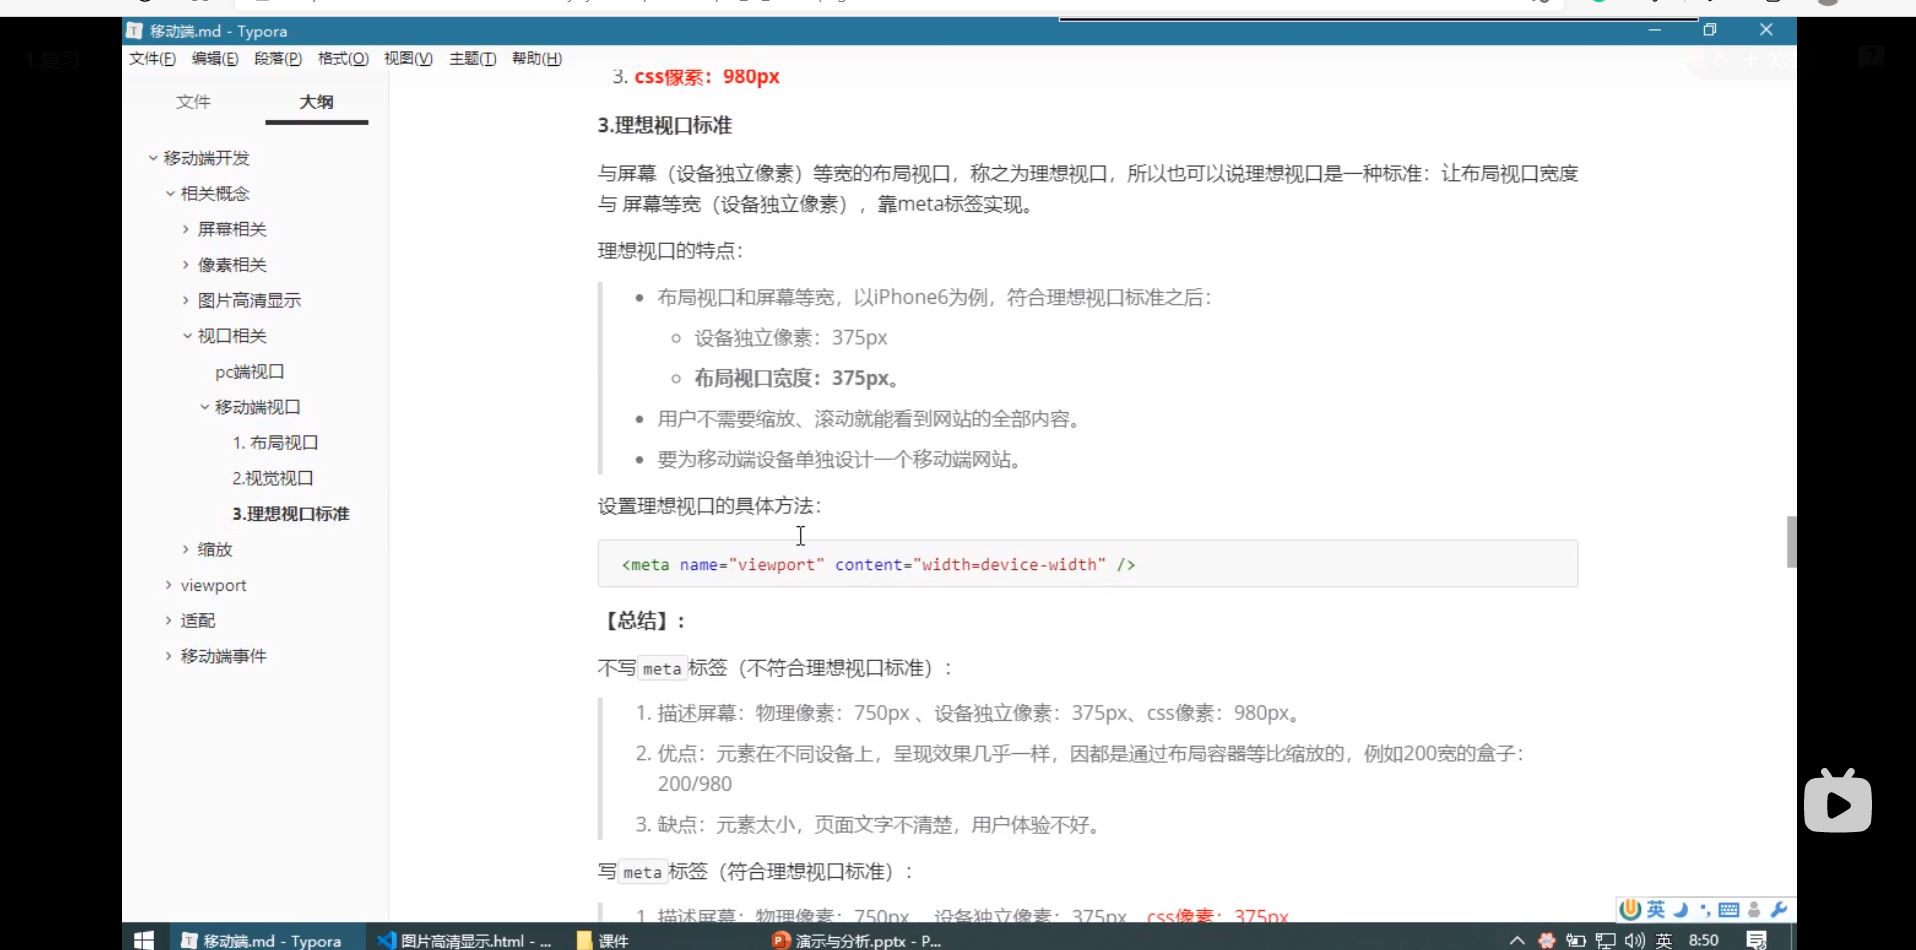 移动端.md - Typora
1.复习
文件(F) 编辑(E) 段落(P) 格式(O) 视图(V) 主题(T) 帮助(H)
文件 大纲
移动端开发
相关概念
屏幕相关
像素相关
图片高清显示
视口相关
pc端视口
移动端视口
1. 布局视口
2.视觉视口
3.理想视口标准
缩放
viewport
适配
移动端事件
3. css像素：980px
3.理想视口标准
与屏幕（设备独立像素）等宽的布局视口，称之为理想视口，所以也可以说理想视口是一种标准：让布局视口宽度
与 屏幕等宽（设备独立像素），靠meta标签实现。
理想视口的特点：
布局视口和屏幕等宽，以iPhone6为例，符合理想视口标准之后：
设备独立像素：375px
布局视口宽度：375px。
用户不需要缩放、滚动就能看到网站的全部内容。
要为移动端设备单独设计一个移动端网站。
设置理想视口的具体方法：
<meta name="viewport" content="width=device-width" />
【总结】：
不写 meta 标签（不符合理想视口标准）：
1. 描述屏幕：物理像素：750px 、设备独立像素：375px、css像素：980px。
2. 优点：元素在不同设备上，呈现效果几乎一样，因都是通过布局容器等比缩放的，例如200宽的盒子：
200/980
3. 缺点：元素太小，页面文字不清楚，用户体验不好。
写 meta 标签（符合理想视口标准）：
1. 描述屏幕：物理像素：750px 、设备独立像素：375px、css像素：375px
英
移动端.md - Typora 图片高清显示.html - ... 课件 演示与分析.pptx - P... 英 8:50